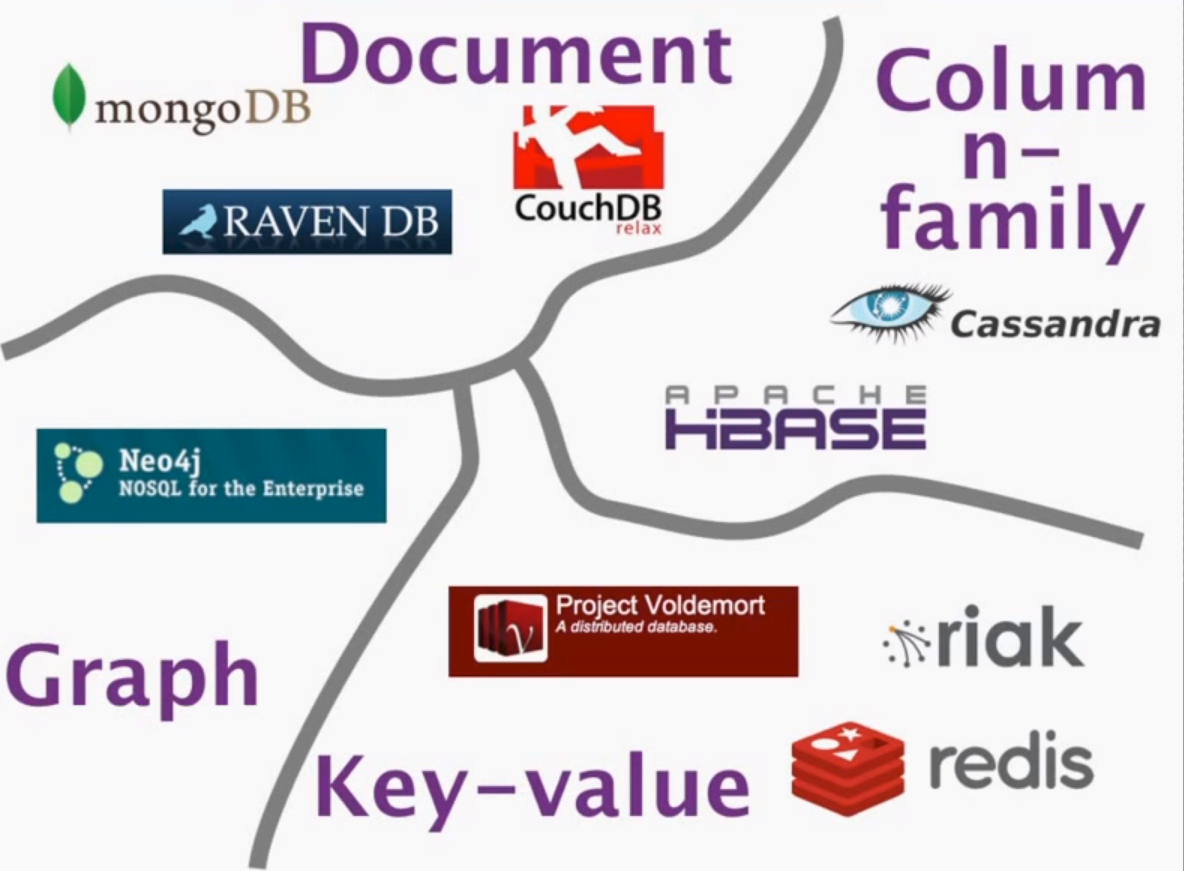 Document
mongoDB
CouchDB
relax
RAVEN DB
Colum
n-
family
Cassandra
APACHE
HBASE
Neo4j
NOSQL for the Enterprise
Graph
Project Voldemort
A distributed database.
riak
redis
Key-value